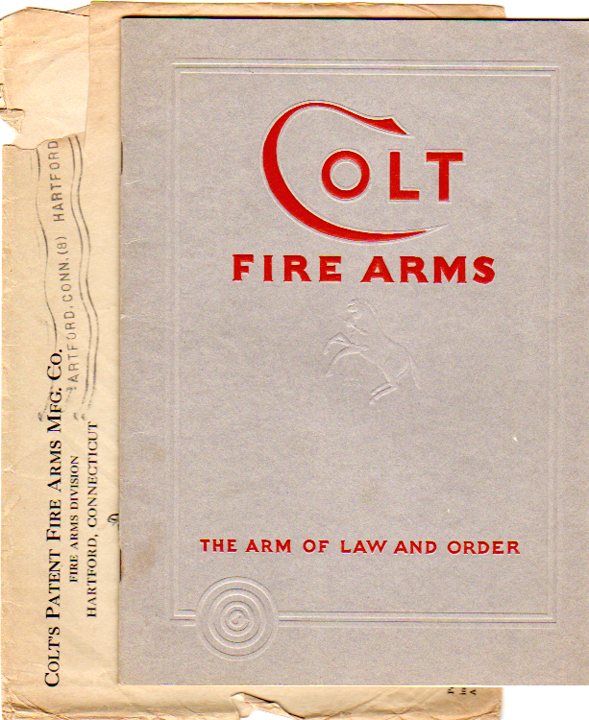 COLT
FIRE ARMS
THE ARM OF LAW AND ORDER
COLT'S PATENT FIRE ARMS MFG. CO.
FIRE ARMS DIVISION
HARTFORD, CONNECTICUT
ARTFORD, CONN. (8) HARTFORD